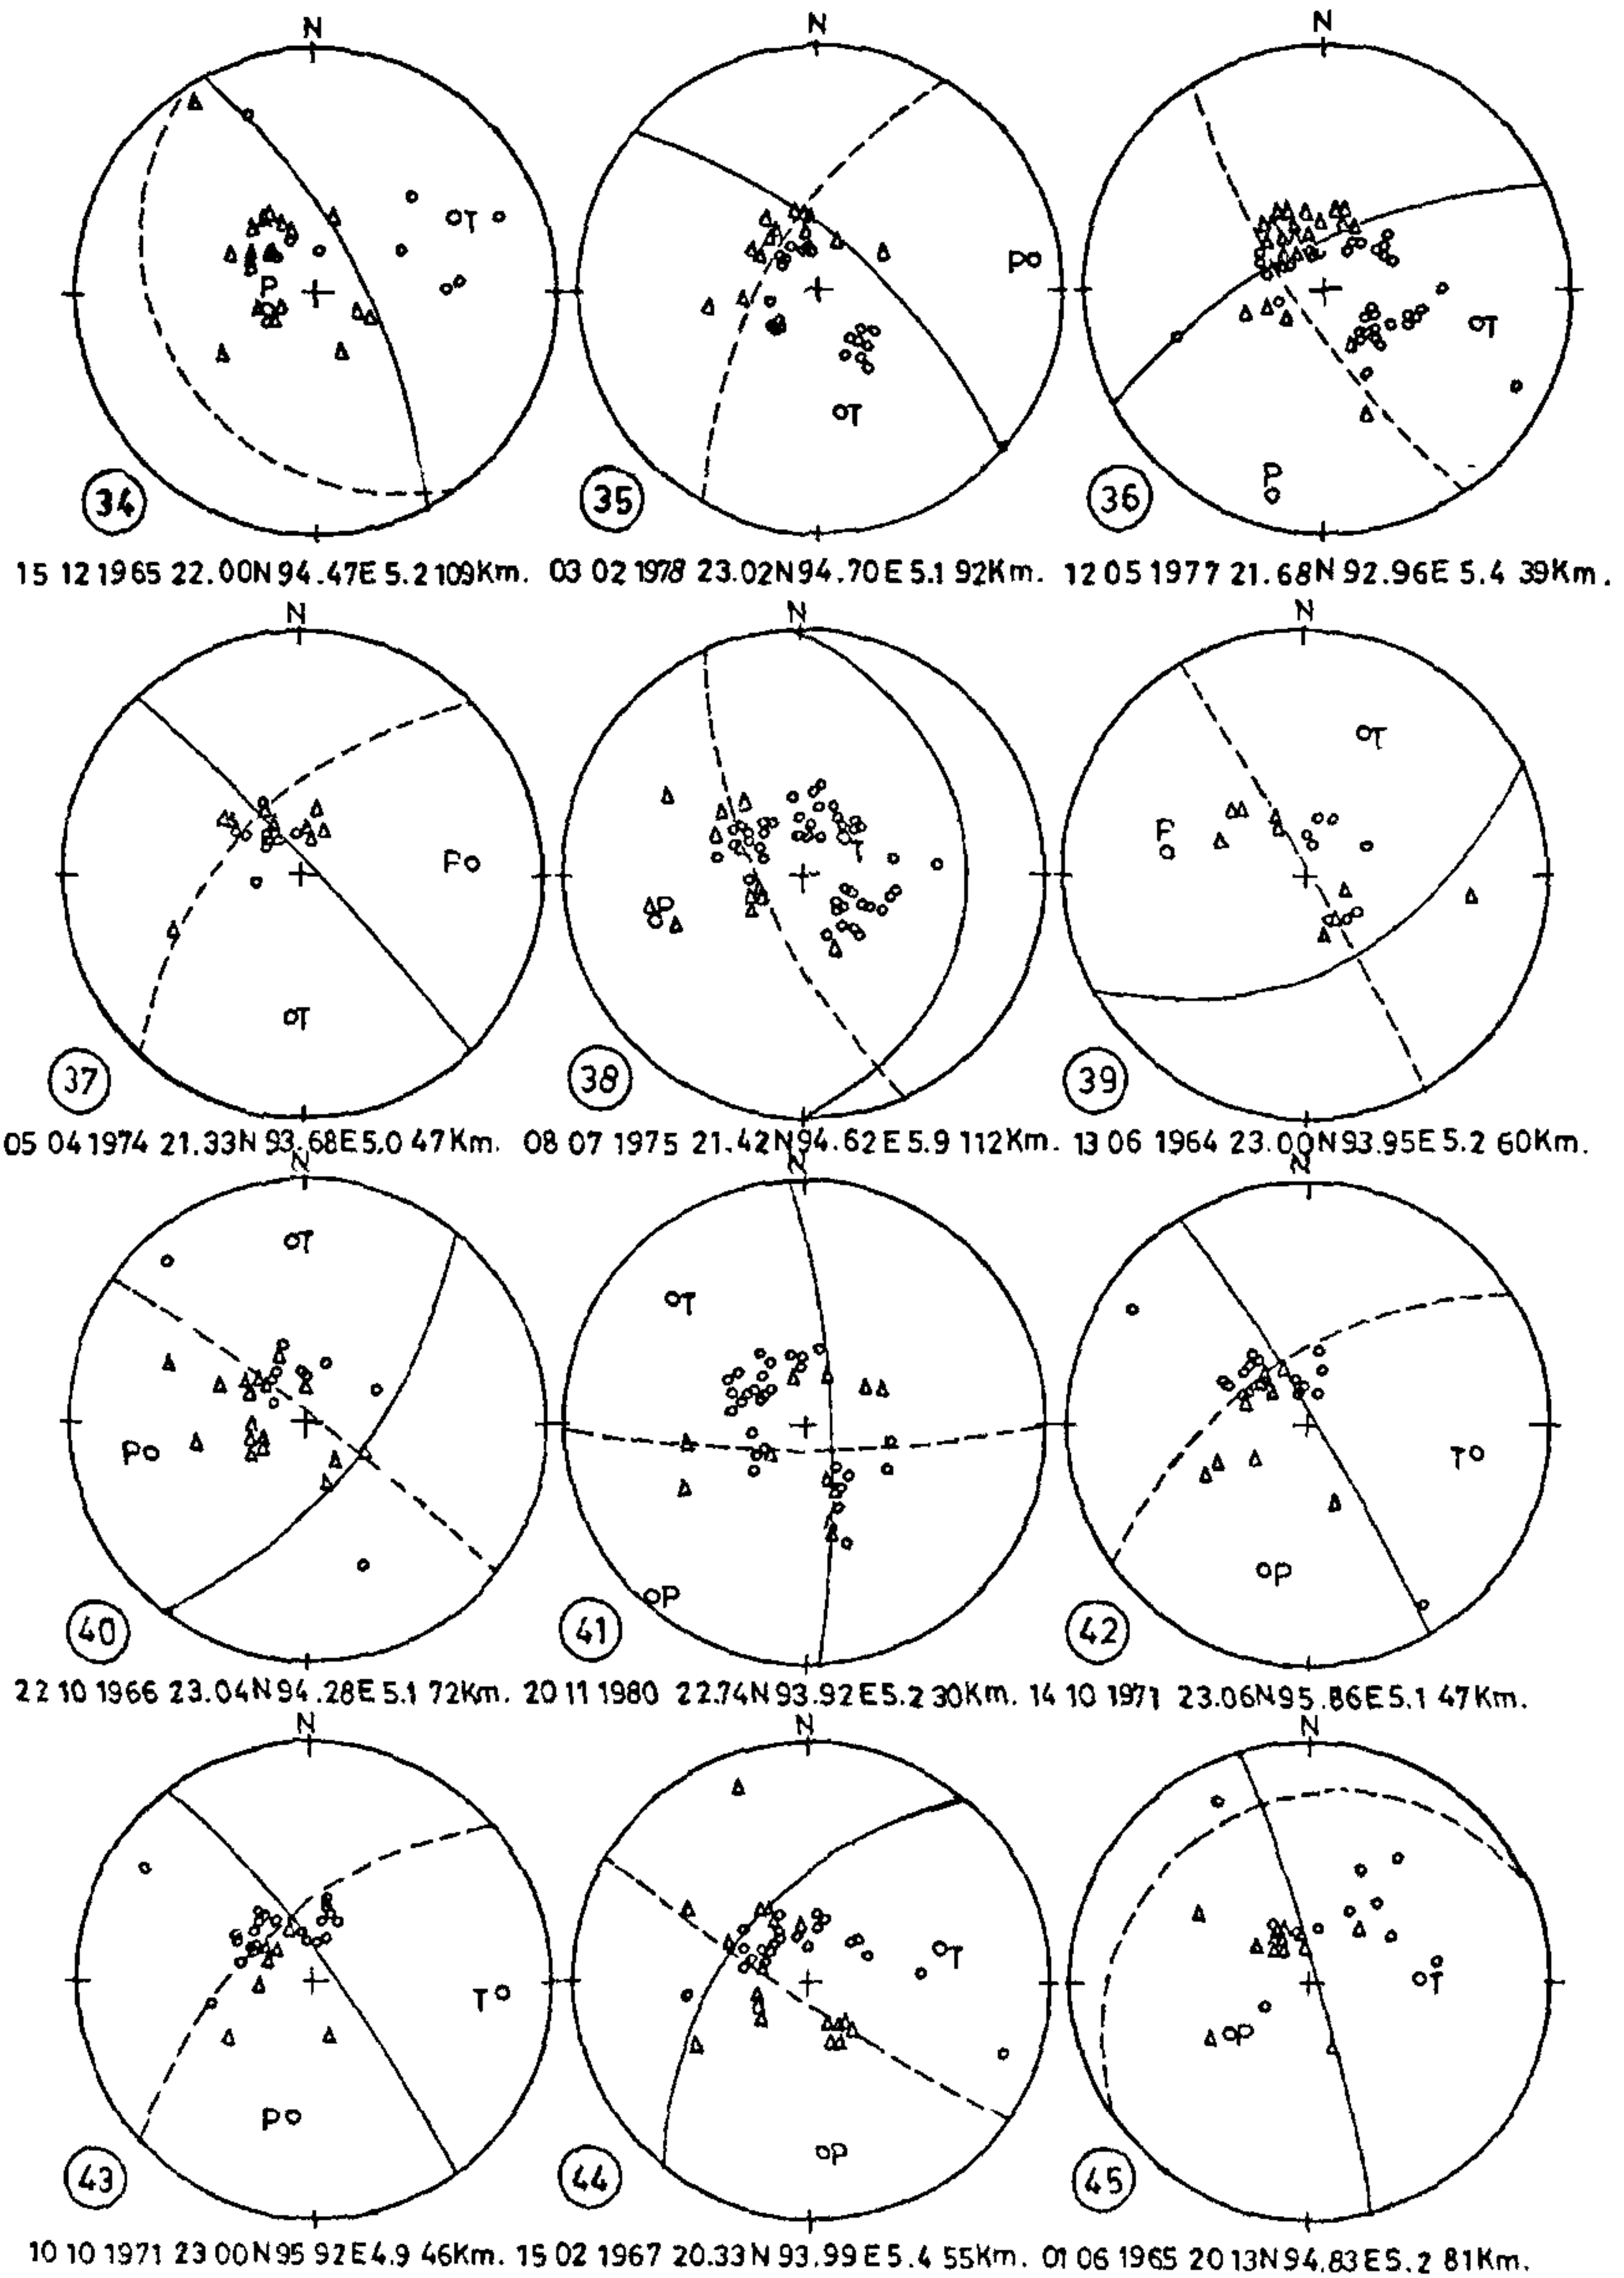 N N N
P T P T P T
34 35 36
15 12 1965 22.00N 94.47E 5.2 109Km. 03 02 1978 23.02N 94.70E 5.1 92Km. 12 05 1977 21.68N 92.96E 5.4 39Km.
N N N
P T P T P T
37 38 39
05 04 1974 21.33N 93.68E 5.0 47Km. 08 07 1975 21.42N 94.62E 5.9 112Km. 13 06 1964 23.00N 93.95E 5.2 60Km.
N N N
T P T P T P
40 41 42
22 10 1966 23.04N 94.28E 5.1 72Km. 20 11 1980 22.74N 93.92E 5.2 30Km. 14 10 1971 23.06N 95.86E 5.1 47Km.
N N N
T P T P T P
43 44 45
10 10 1971 23 00N 95 92E 4.9 46Km. 15 02 1967 20.33N 93.99E 5.4 55Km. 01 06 1965 20 13N 94.83E 5.2 81Km.